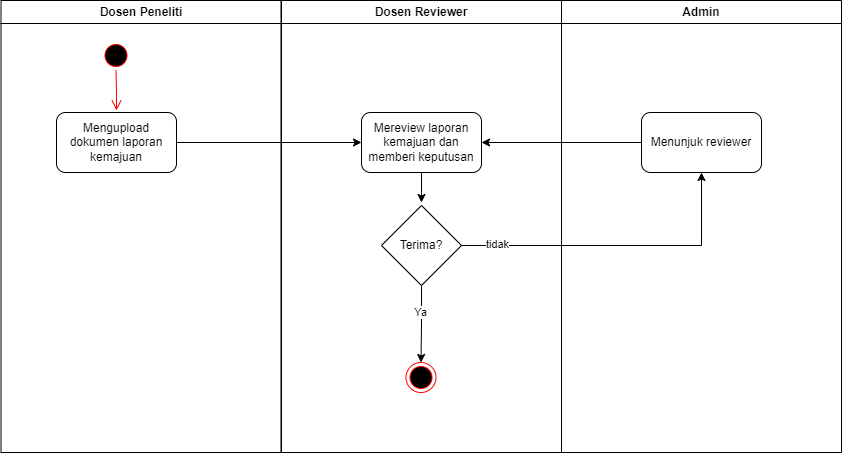 Dosen Peneliti
Dosen Reviewer
Admin
Mengupload
dokumen laporan
kemajuan
Mereview laporan
kemajuan dan
memberi keputusan
Menunjuk reviewer
Terima?
tidak
Ya